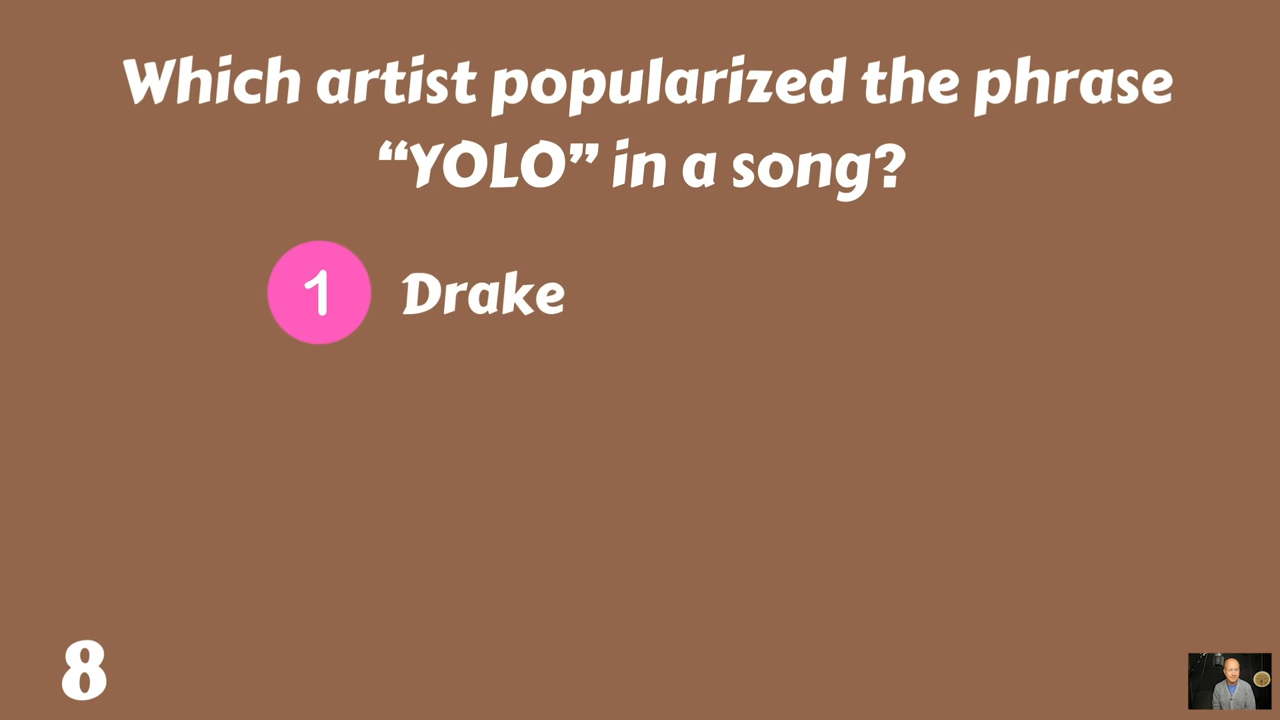 Which artist popularized the phrase
“YOLO” in a song?
1 Drake
8